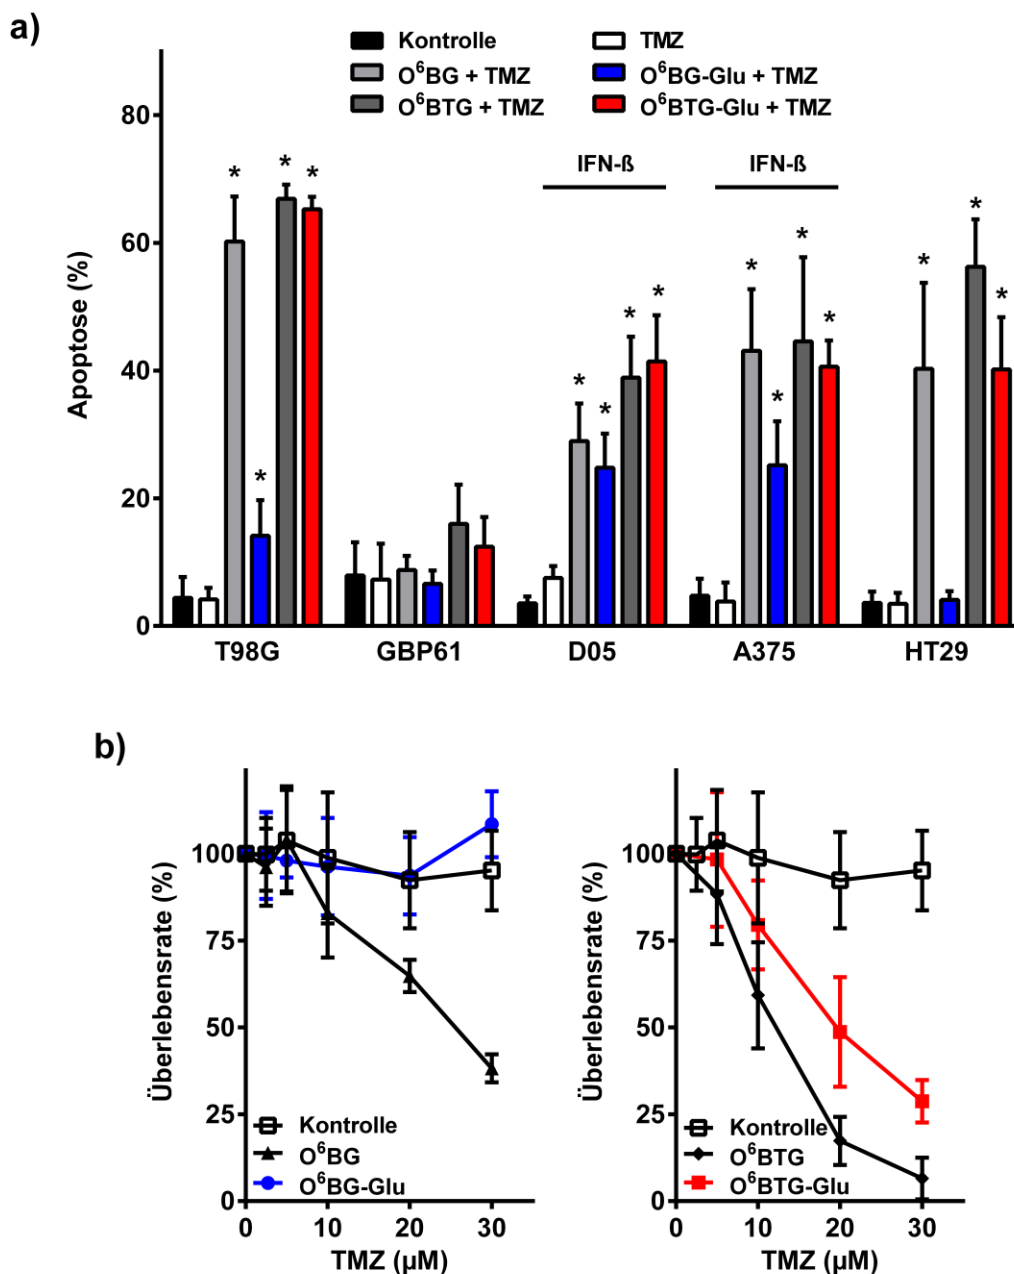 a)
Kontrolle
TMZ
O⁶BG + TMZ
O⁶BG-Glu + TMZ
O⁶BTG + TMZ
O⁶BTG-Glu + TMZ
80
60
40
20
0
Apoptose (%)
IFN-ß
IFN-ß
* * * *
* * * *
* * * *
* * *
T98G GBP61 D05 A375 HT29
b)
100
75
50
25
0
Überlebensrate (%)
Kontrolle
O⁶BG
O⁶BG-Glu
0 10 20 30
TMZ (µM)
100
75
50
25
0
Überlebensrate (%)
Kontrolle
O⁶BTG
O⁶BTG-Glu
0 10 20 30
TMZ (µM)